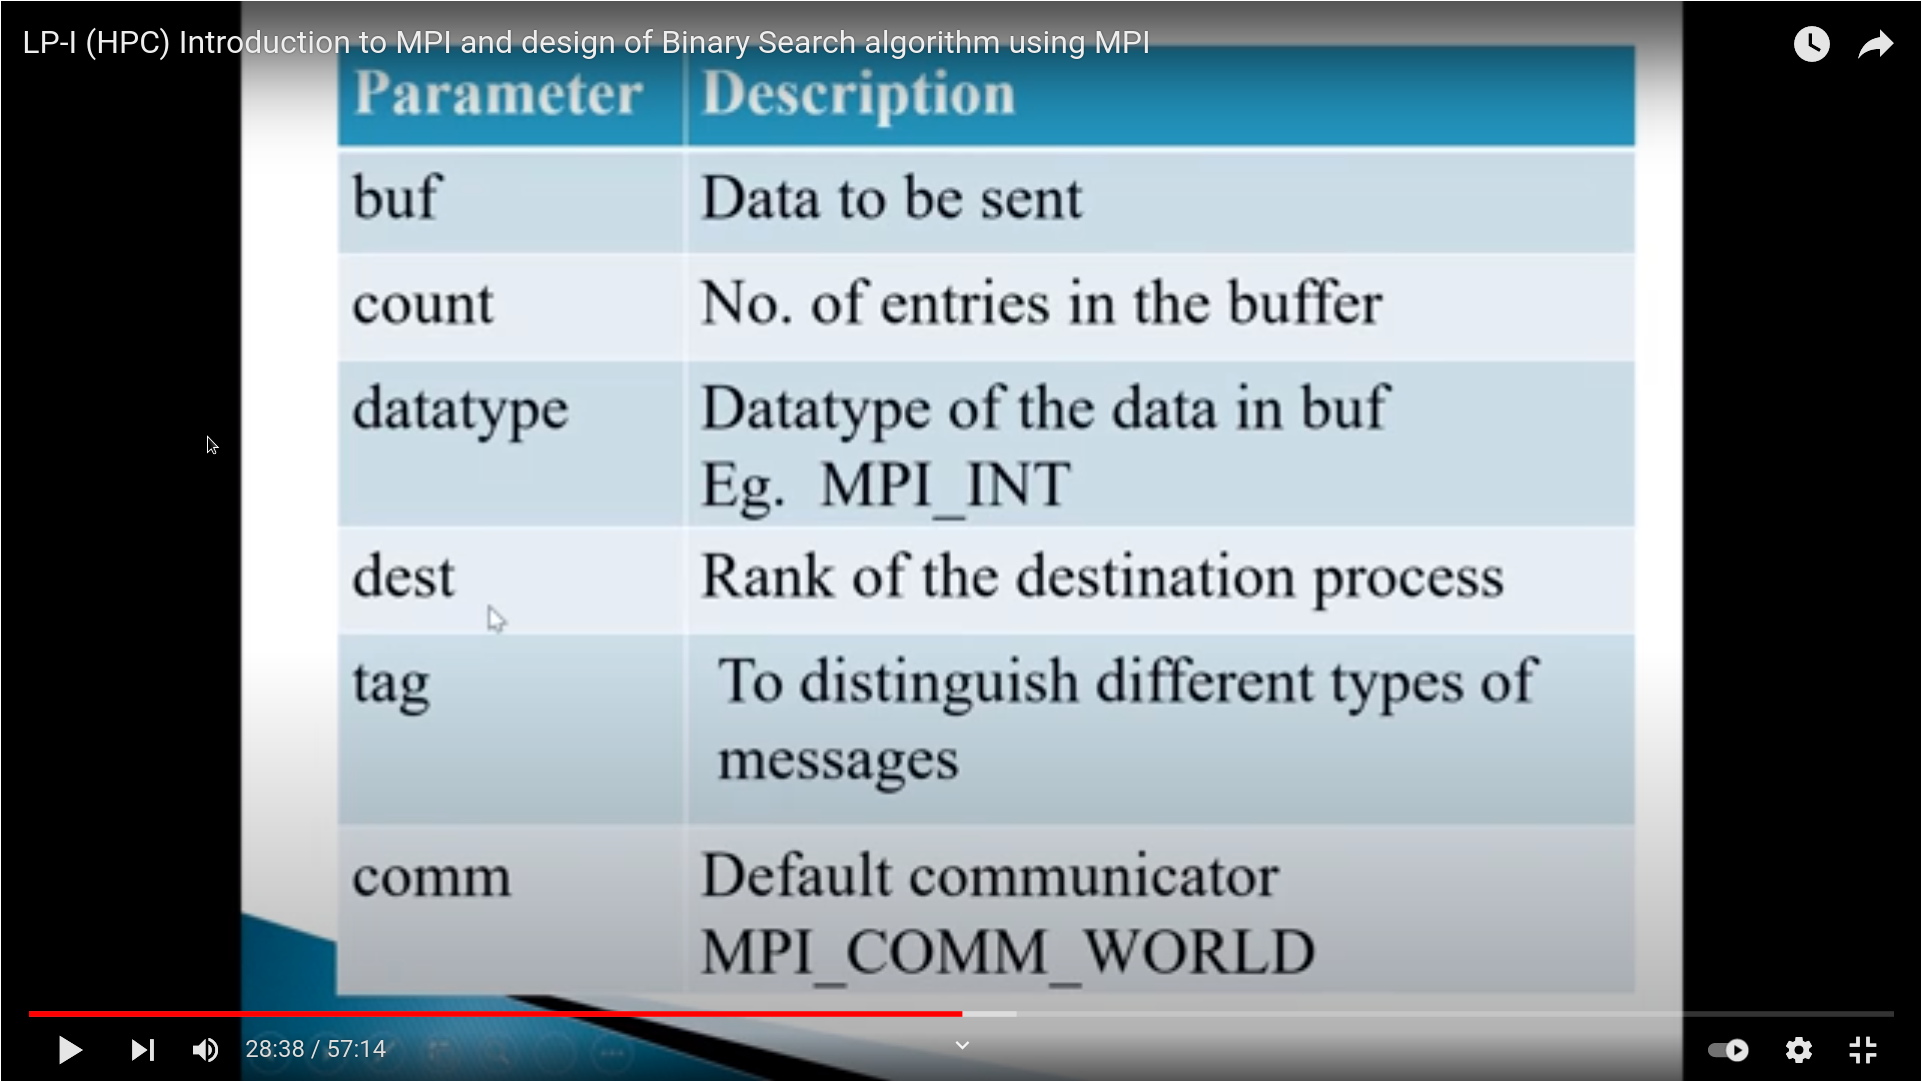 LP-I (HPC) Introduction to MPI and design of Binary Search algorithm using MPI
Parameter Description
buf Data to be sent
count No. of entries in the buffer
datatype Datatype of the data in buf
Eg. MPI_INT
dest Rank of the destination process
tag To distinguish different types of
messages
comm Default communicator
MPI_COMM_WORLD
28:38 / 57:14